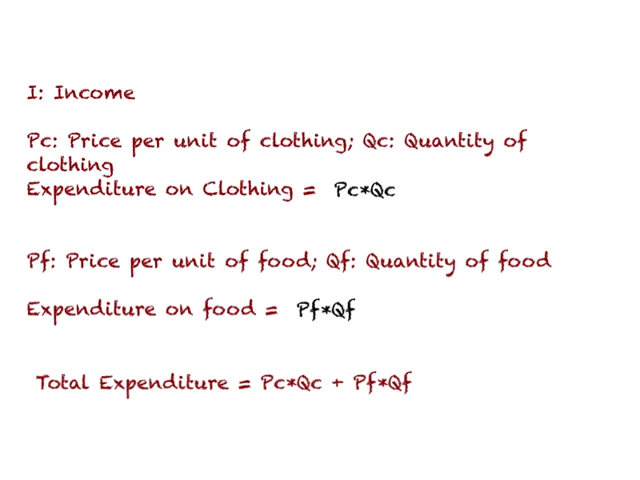 I: Income
Pc: Price per unit of clothing; Qc: Quantity of
clothing
Expenditure on Clothing = Pc*Qc
Pf: Price per unit of food; Qf: Quantity of food
Expenditure on food = Pf*Qf
Total Expenditure = Pc*Qc + Pf*Qf